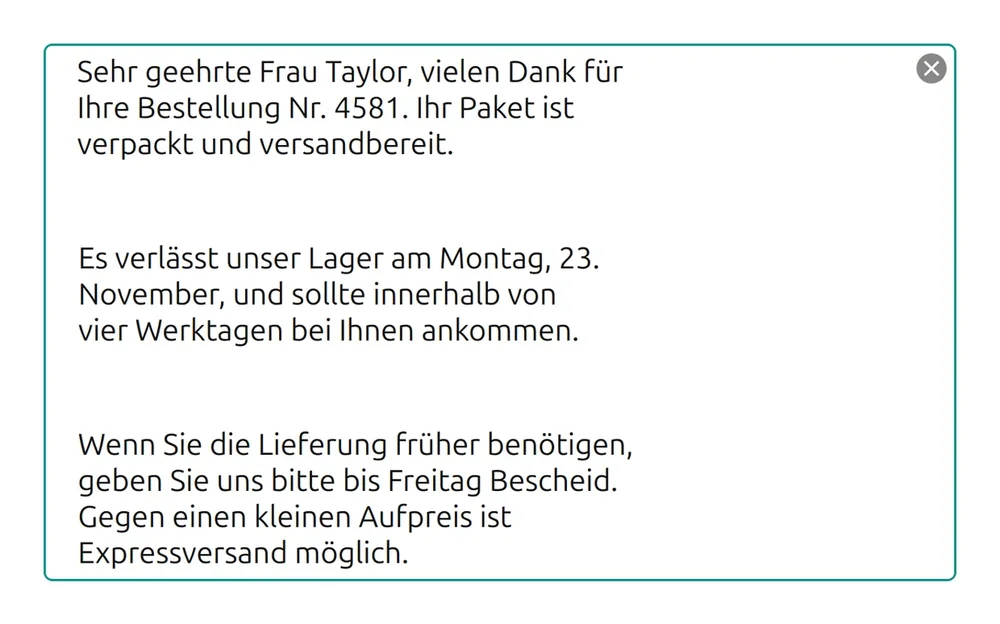 Sehr geehrte Frau Taylor, vielen Dank für
Ihre Bestellung Nr. 4581. Ihr Paket ist
verpackt und versandbereit.
Es verlässt unser Lager am Montag, 23.
November, und sollte innerhalb von
vier Werktagen bei Ihnen ankommen.
Wenn Sie die Lieferung früher benötigen,
geben Sie uns bitte bis Freitag Bescheid.
Gegen einen kleinen Aufpreis ist
Expressversand möglich.